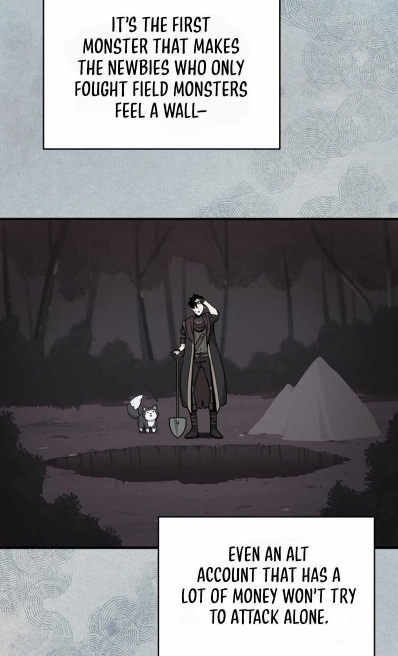 IT'S THE FIRST
MONSTER THAT MAKES
THE NEWBIES WHO ONLY
FOUGHT FIELD MONSTERS
FEEL A WALL–
EVEN AN ALT
ACCOUNT THAT HAS A
LOT OF MONEY WON'T TRY
TO ATTACK ALONE.